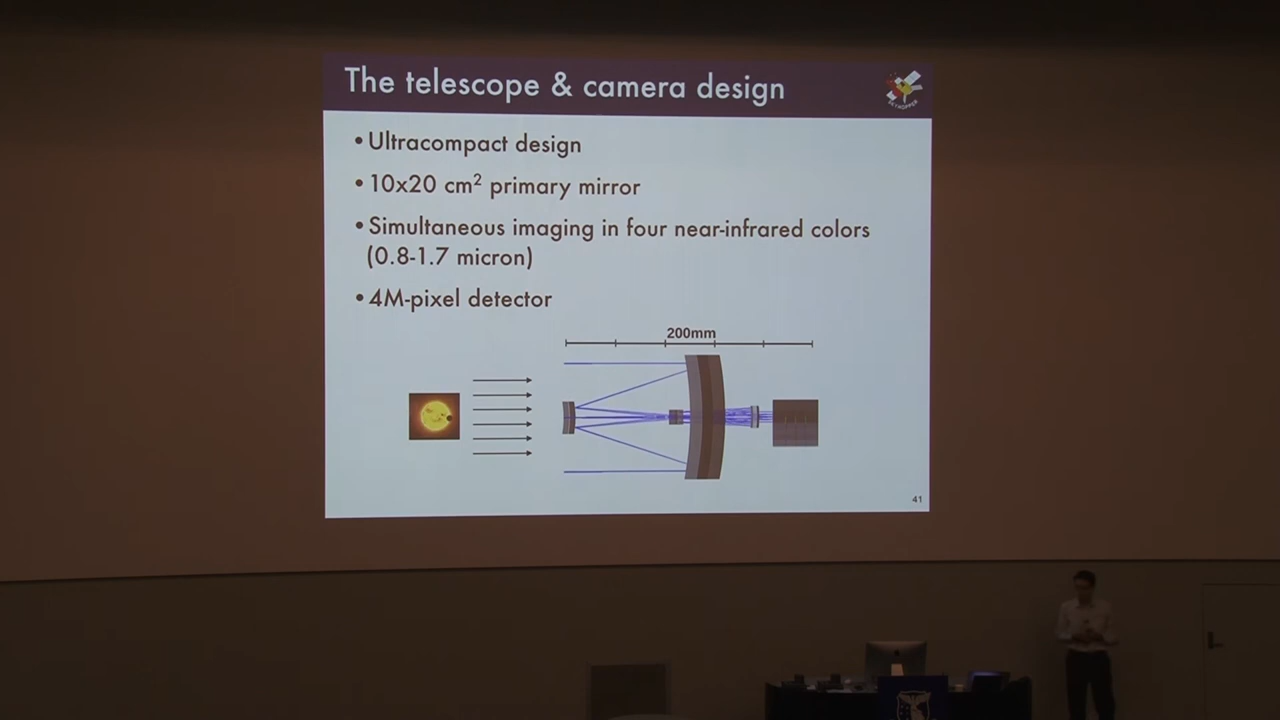 The telescope & camera design
SKYHOPPER
•Ultracompact design
•10x20 cm² primary mirror
•Simultaneous imaging in four near-infrared colors
(0.8-1.7 micron)
•4M-pixel detector
200mm
41